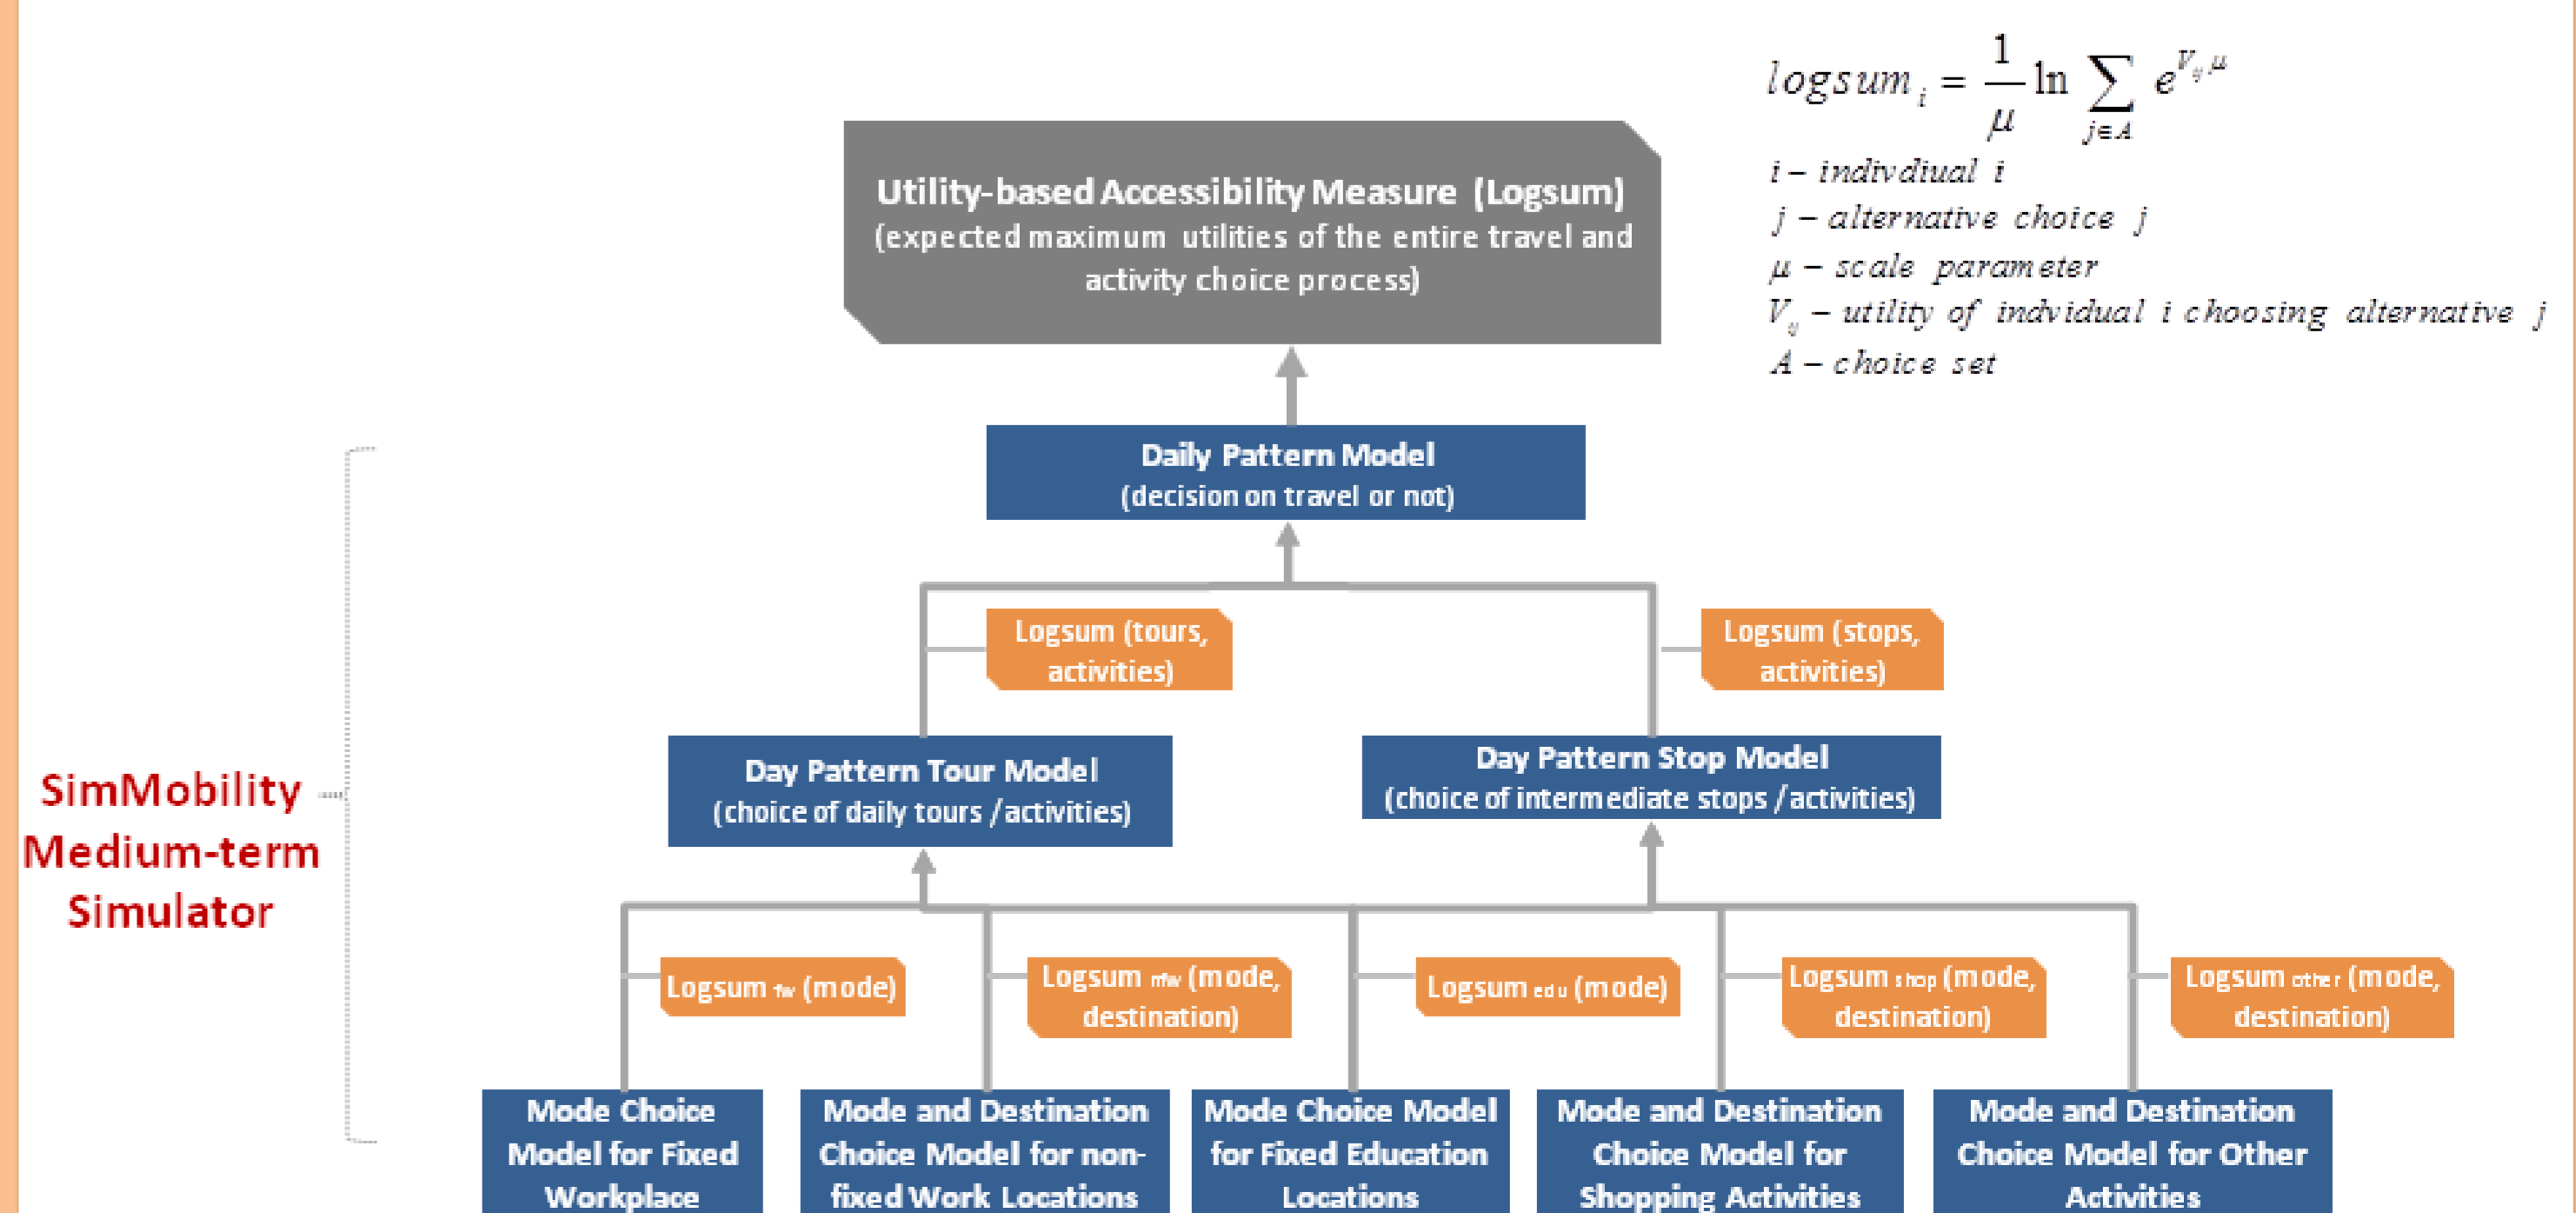 logsum i = 1/μ ln ∑ j∈A e^{V_ij μ}
i – indivdiual i
j – alternative choice j
μ – scale parameter
V ij – utility of indvidual i choosing alternative j
A – choice set
Utility-based Accessibility Measure (Logsum)
(expected maximum utilities of the entire travel and
activity choice process)
Daily Pattern Model
(decision on travel or not)
Logsum (tours,
activities)
Logsum (stops,
activities)
Day Pattern Tour Model
(choice of daily tours /activities)
Day Pattern Stop Model
(choice of intermediate stops /activities)
SimMobility
Medium-term
Simulator
Logsum fw (mode)
Logsum nfw (mode,
destination)
Logsum edu (mode)
Logsum shop (mode,
destination)
Logsum other (mode,
destination)
Mode Choice
Model for Fixed
Workplace
Mode and Destination
Choice Model for non-
fixed Work Locations
Mode Choice Model
for Fixed Education
Locations
Mode and Destination
Choice Model for
Shopping Activities
Mode and Destination
Choice Model for Other
Activities